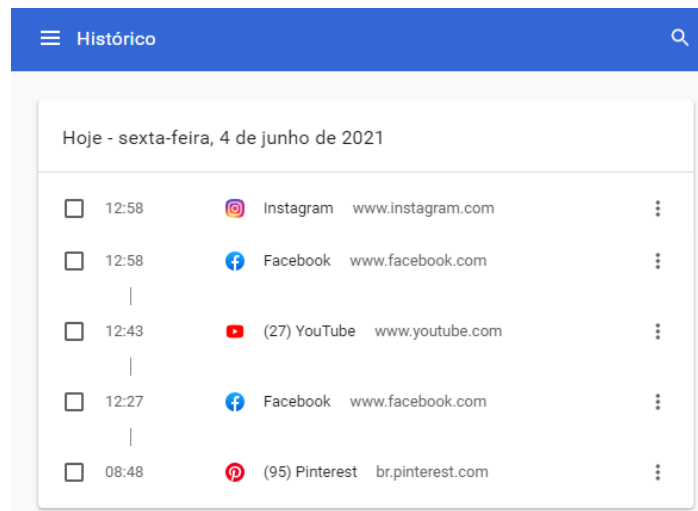 Histórico
Hoje - sexta-feira, 4 de junho de 2021
12:58 Instagram www.instagram.com
12:58 Facebook www.facebook.com
12:43 (27) YouTube www.youtube.com
12:27 Facebook www.facebook.com
08:48 (95) Pinterest br.pinterest.com